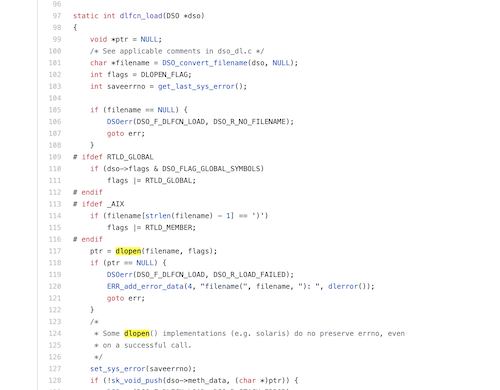 96
97 static int dlfcn_load(DSO *dso)
98 {
99     void *ptr = NULL;
100     /* See applicable comments in dso_dl.c */
101     char *filename = DSO_convert_filename(dso, NULL);
102     int flags = DLOPEN_FLAG;
103     int saveerrno = get_last_sys_error();
104
105     if (filename == NULL) {
106         DSOerr(DSO_F_DLFCN_LOAD, DSO_R_NO_FILENAME);
107         goto err;
108     }
109 # ifdef RTLD_GLOBAL
110     if (dso->flags & DSO_FLAG_GLOBAL_SYMBOLS)
111         flags |= RTLD_GLOBAL;
112 # endif
113 # ifdef _AIX
114     if (filename[strlen(filename) - 1] == ')')
115         flags |= RTLD_MEMBER;
116 # endif
117     ptr = dlopen(filename, flags);
118     if (ptr == NULL) {
119         DSOerr(DSO_F_DLFCN_LOAD, DSO_R_LOAD_FAILED);
120         ERR_add_error_data(4, "filename(", filename, "): ", dlerror());
121         goto err;
122     }
123     /*
124      * Some dlopen() implementations (e.g. solaris) do no preserve errno, even
125      * on a successful call.
126      */
127     set_sys_error(saveerrno);
128     if (!sk_void_push(dso->meth_data, (char *)ptr)) {